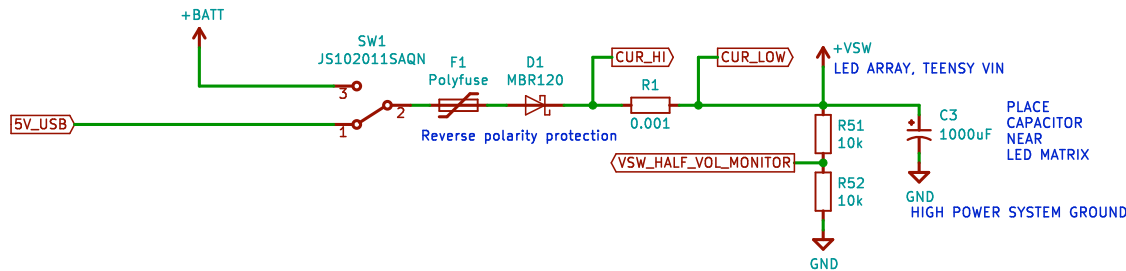 +BATT
SW1
JS102011SAQN
3
2
1
5V_USB
F1
Polyfuse
D1
MBR120
Reverse polarity protection
CUR_HI
R1
0.001
CUR_LOW
+VSW
LED ARRAY, TEENSY VIN
R51
10k
VSW_HALF_VOL_MONITOR
R52
10k
GND
C3
1000uF
GND
PLACE
CAPACITOR
NEAR
LED MATRIX
HIGH POWER SYSTEM GROUND